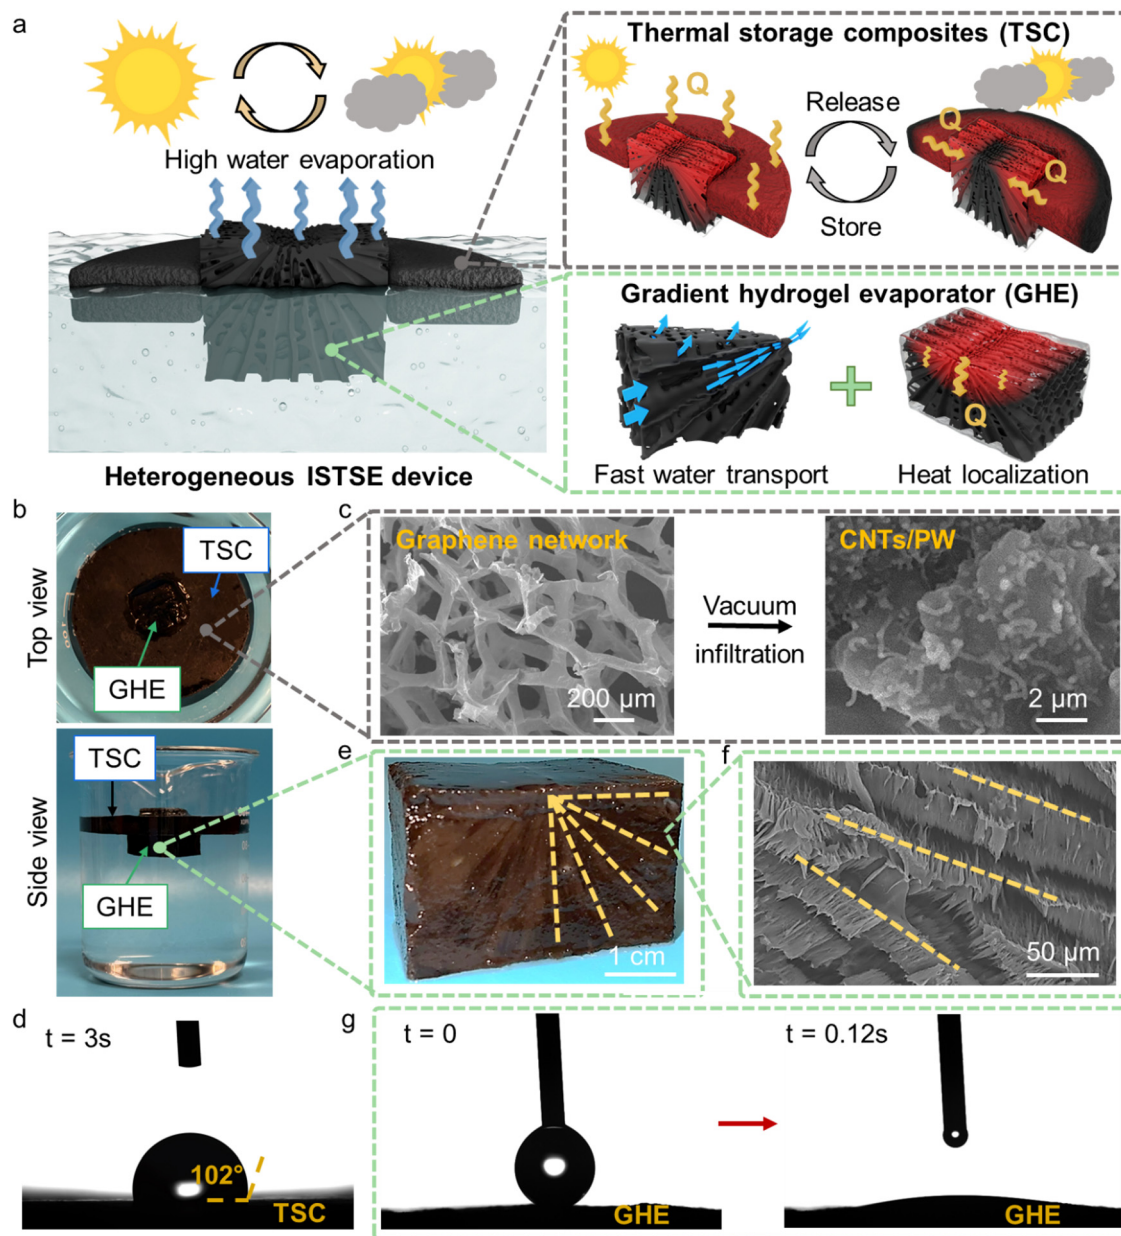 a
Thermal storage composites (TSC)
Q
Release
Q
Q
Store
High water evaporation
Gradient hydrogel evaporator (GHE)
Q
Fast water transport
Heat localization
Heterogeneous ISTSE device
b
Top view
TSC
GHE
c
Graphene network
200 μm
Vacuum
infiltration
CNTs/PW
2 μm
Side view
TSC
GHE
e
1 cm
f
50 μm
d
t = 3s
102°
TSC
g
t = 0
GHE
t = 0.12s
GHE